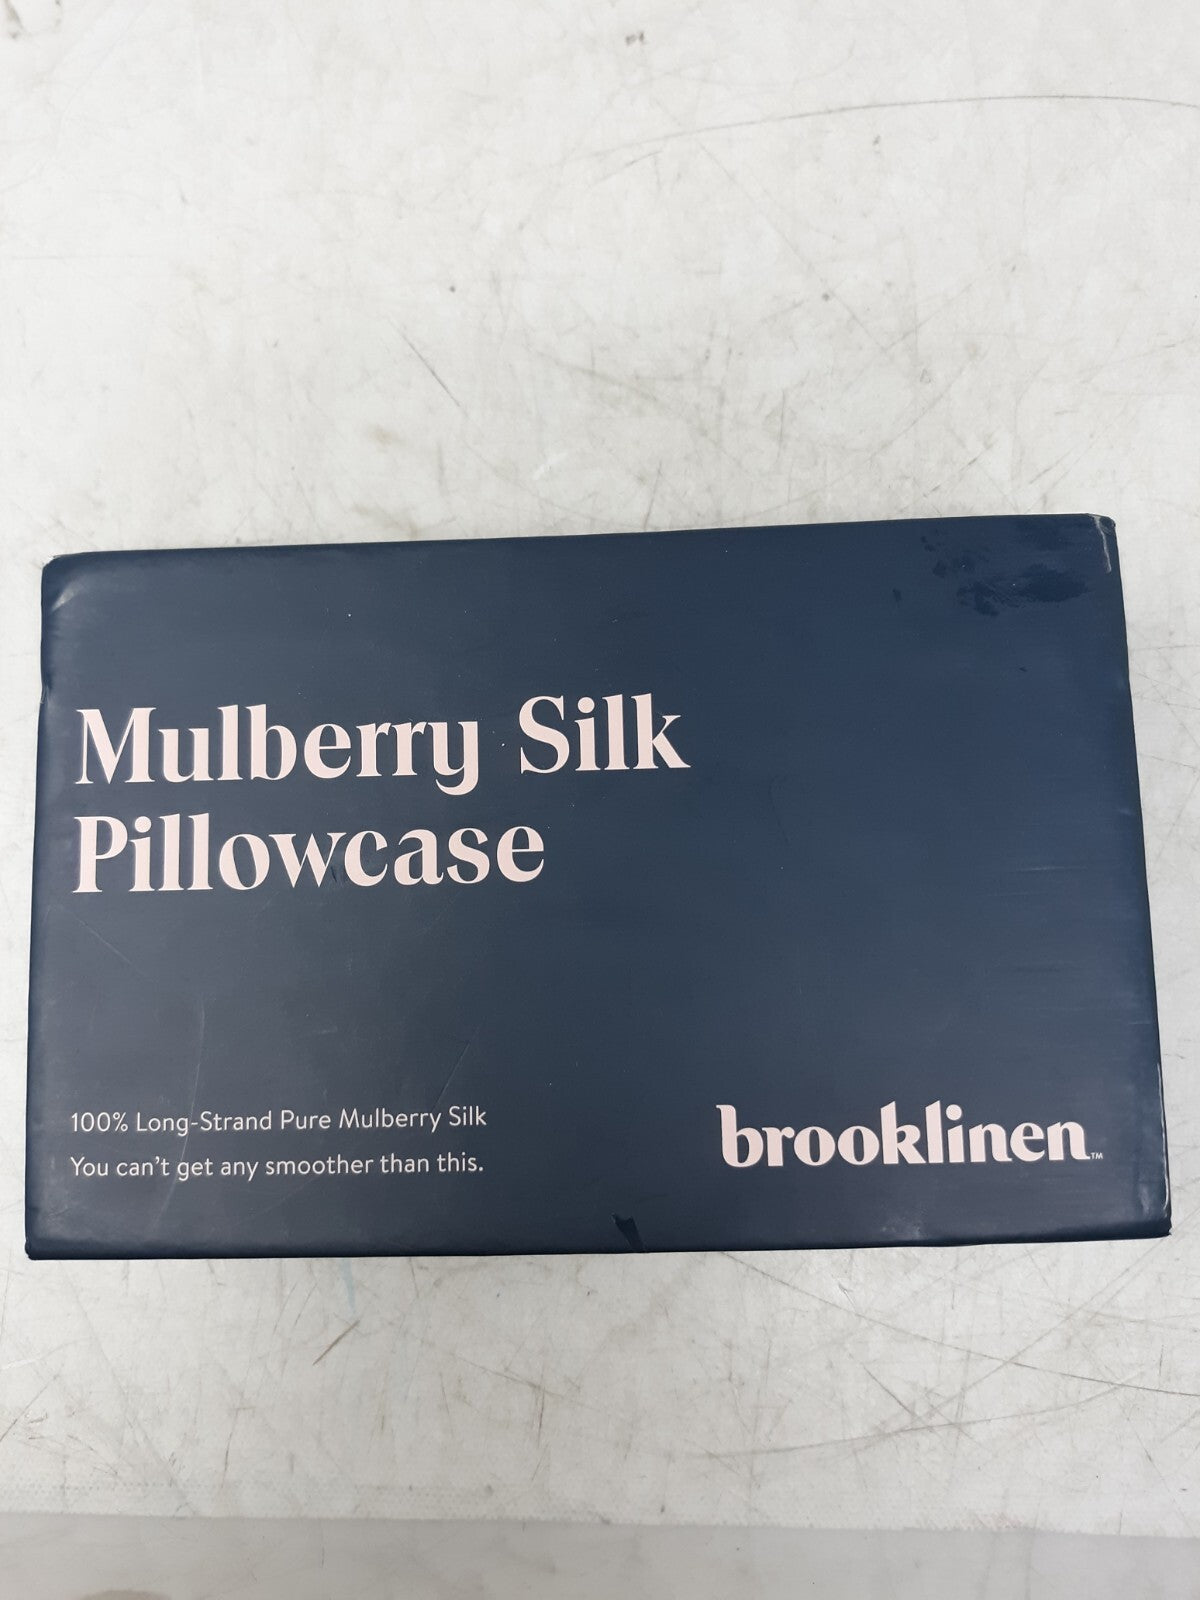 Mulberry Silk
Pillowcase
100% Long-Strand Pure Mulberry Silk
You can't get any smoother than this.
brooklinen™